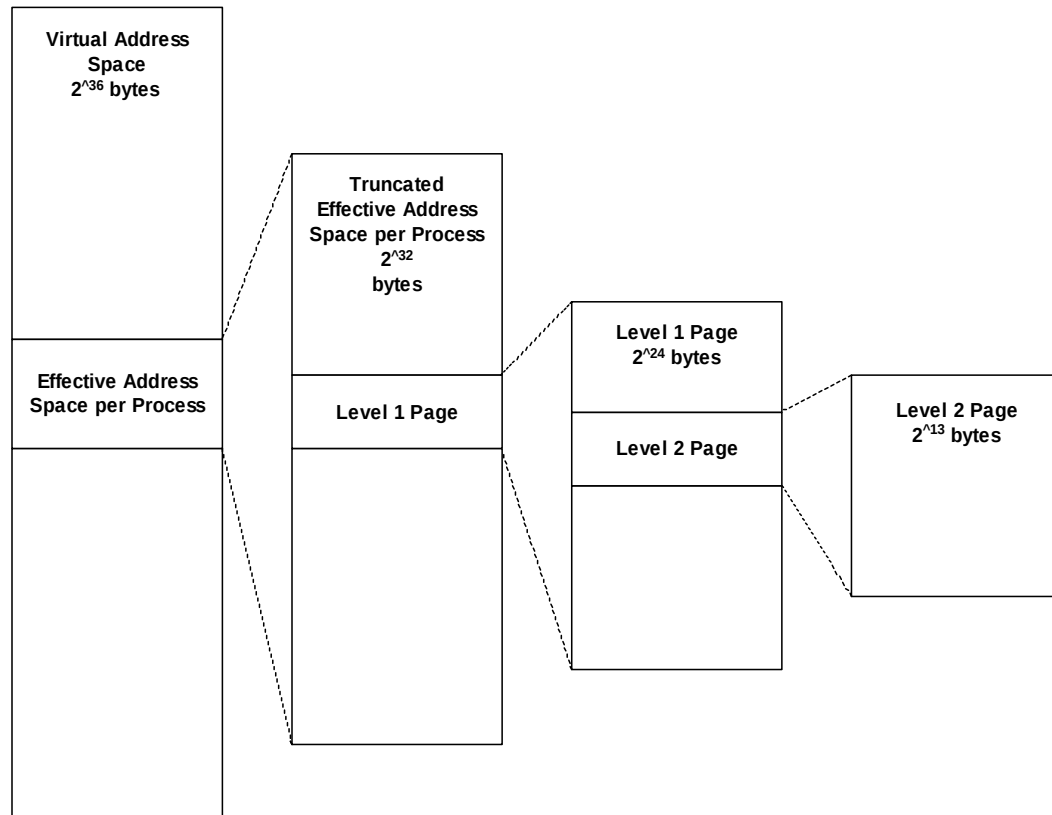 Virtual Address
Space
2^36 bytes
Effective Address
Space per Process
Truncated
Effective Address
Space per Process
2^32
bytes
Level 1 Page
Level 1 Page
2^24 bytes
Level 2 Page
Level 2 Page
2^13 bytes